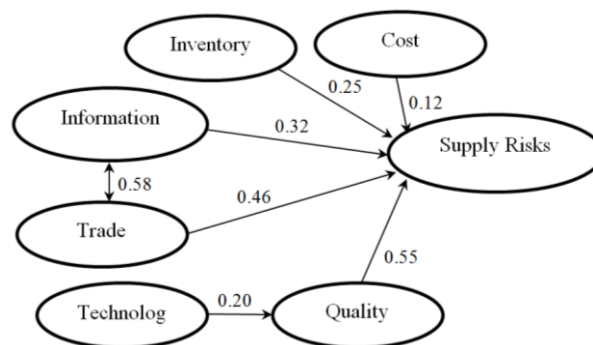 Inventory
Cost
0.25
0.12
Information
0.32
Supply Risks
0.58
0.46
Trade
0.55
Technolog
0.20
Quality